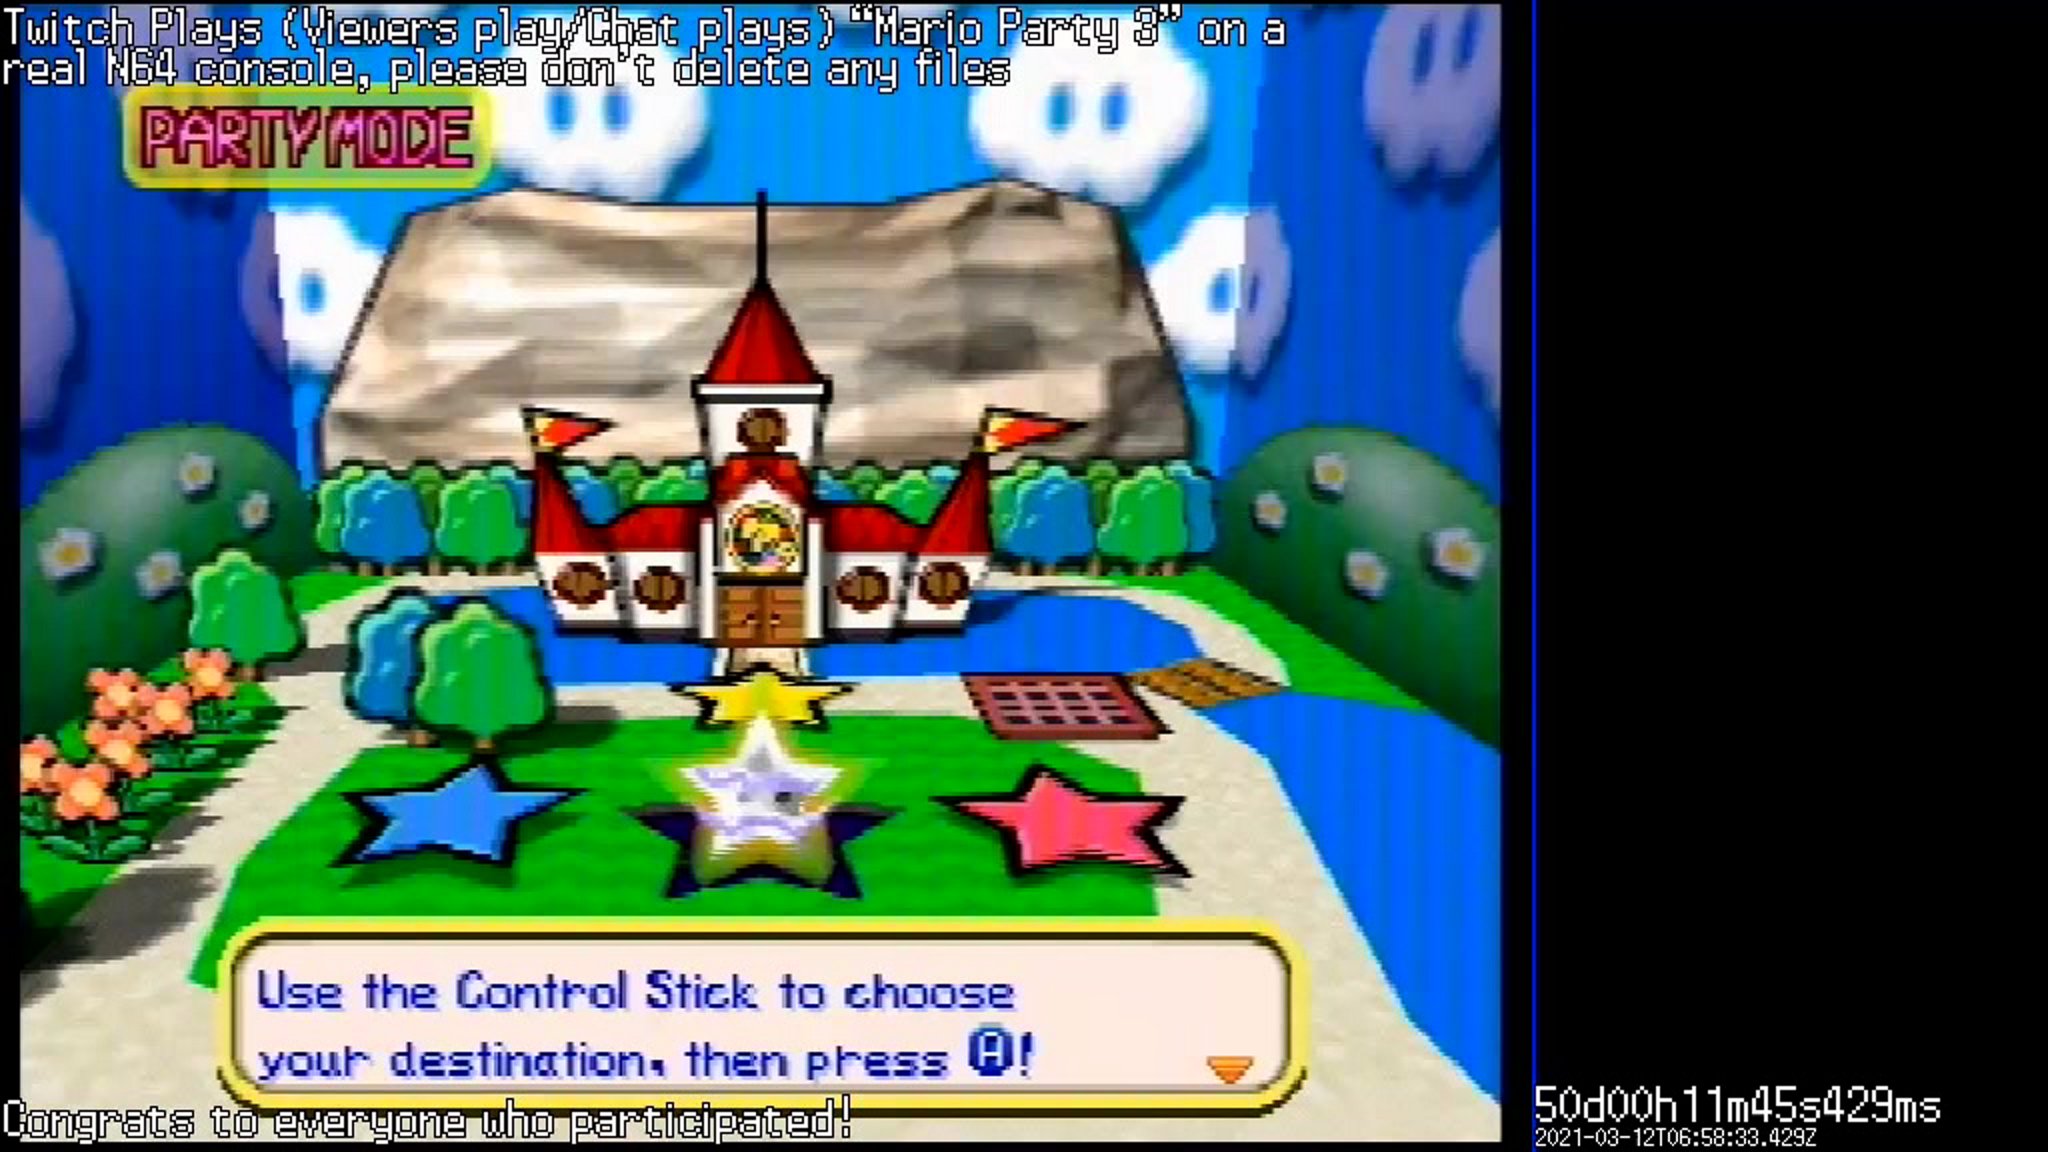 Twitch Plays (Viewers play/Chat plays) “Mario Party 3” on a
real N64 console, please don't delete any files
PARTY MODE
Use the Control Stick to choose
your destination, then press A!
Congrats to everyone who participated!
50d00h11m45s429ms
2021-03-12T06:58:33.429Z